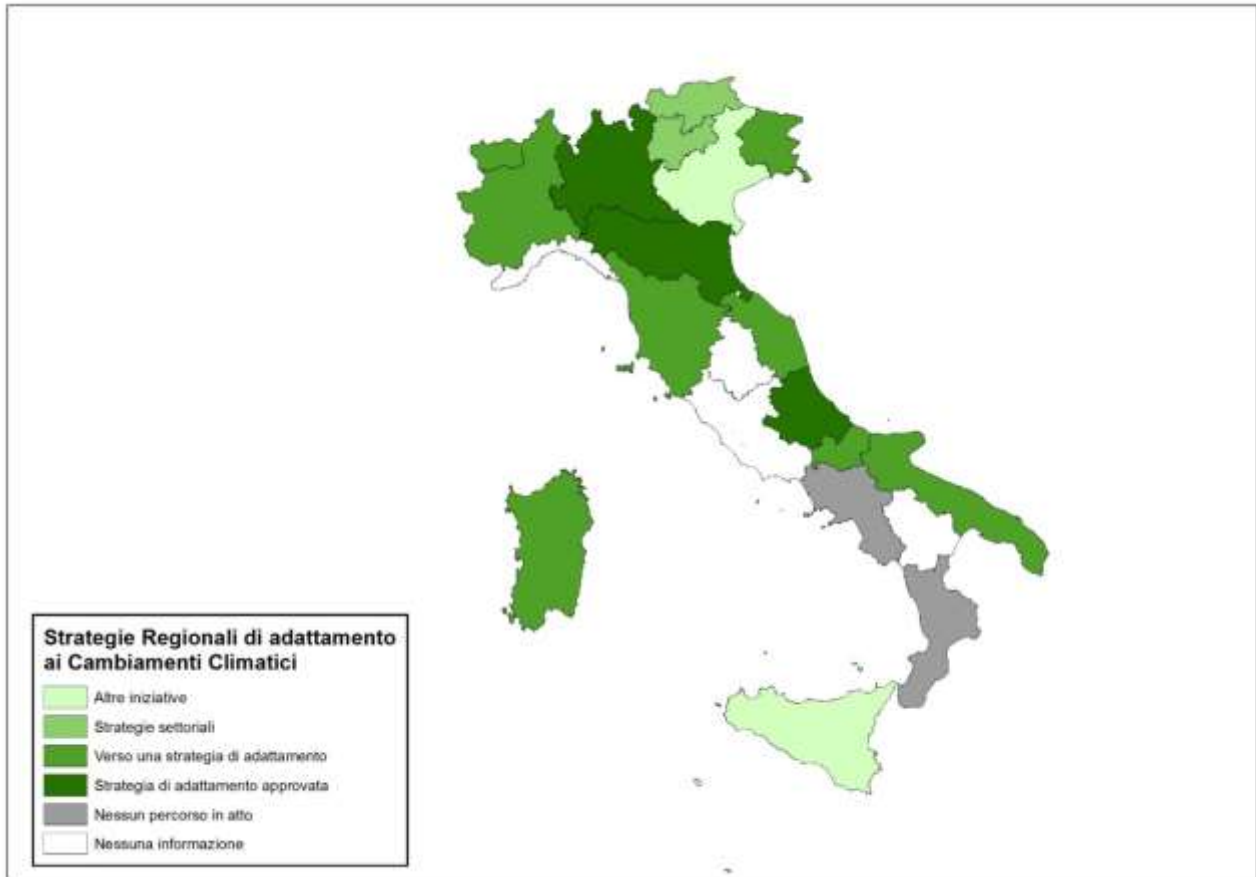 Strategie Regionali di adattamento
ai Cambiamenti Climatici
Altre iniziative
Strategie settoriali
Verso una strategia di adattamento
Strategia di adattamento approvata
Nessun percorso in atto
Nessuna informazione